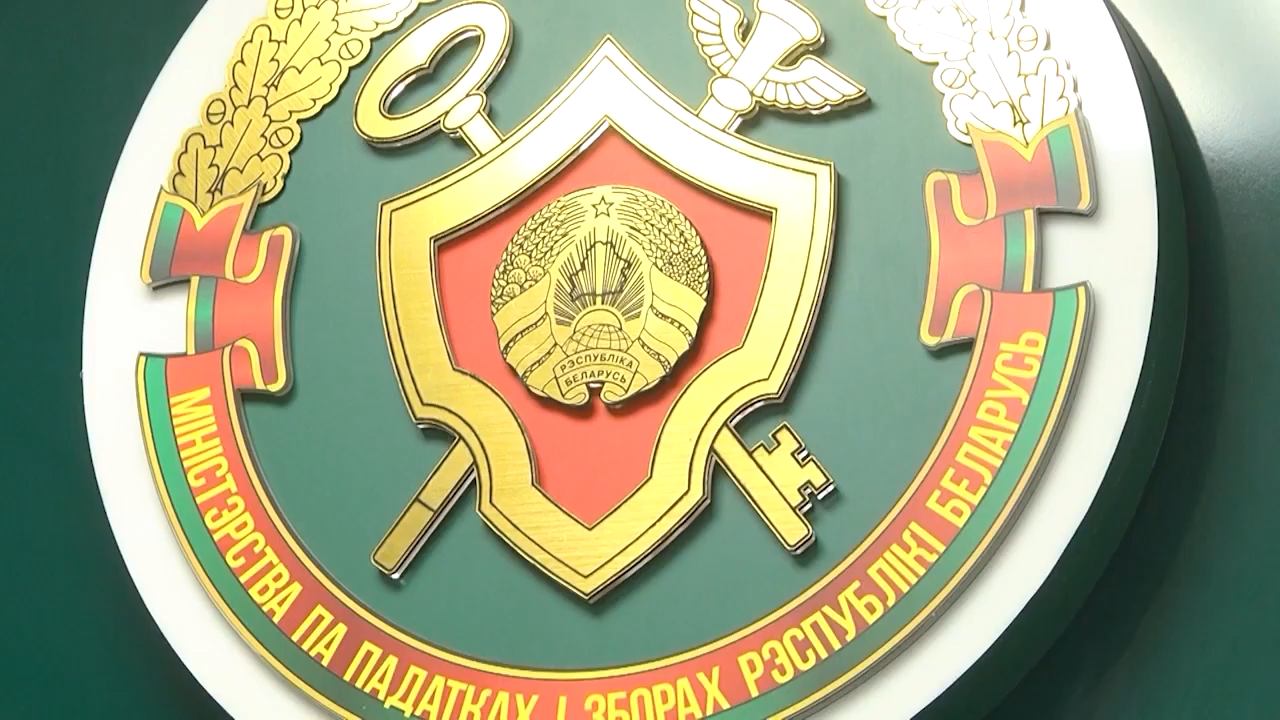 РЭСПУБЛІКА
БЕЛАРУСЬ
МІНІСТЭРСТВА ПА ПАДАТКАХ І ЗБОРАХ РЭСПУБЛІКІ БЕЛАРУСЬ